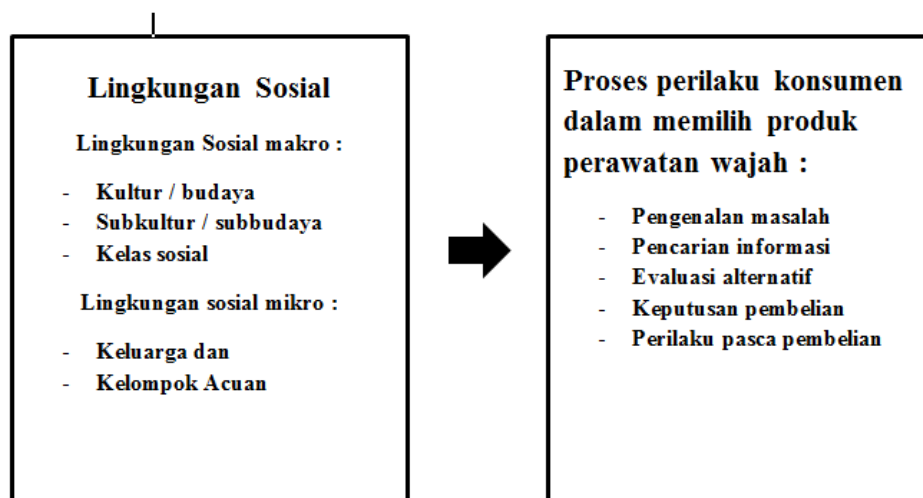 Lingkungan Sosial
Lingkungan Sosial makro :
- Kultur / budaya
- Subkultur / subbudaya
- Kelas sosial
Lingkungan sosial mikro :
- Keluarga dan
- Kelompok Acuan
Proses perilaku konsumen
dalam memilih produk
perawatan wajah :
- Pengenalan masalah
- Pencarian informasi
- Evaluasi alternatif
- Keputusan pembelian
- Perilaku pasca pembelian